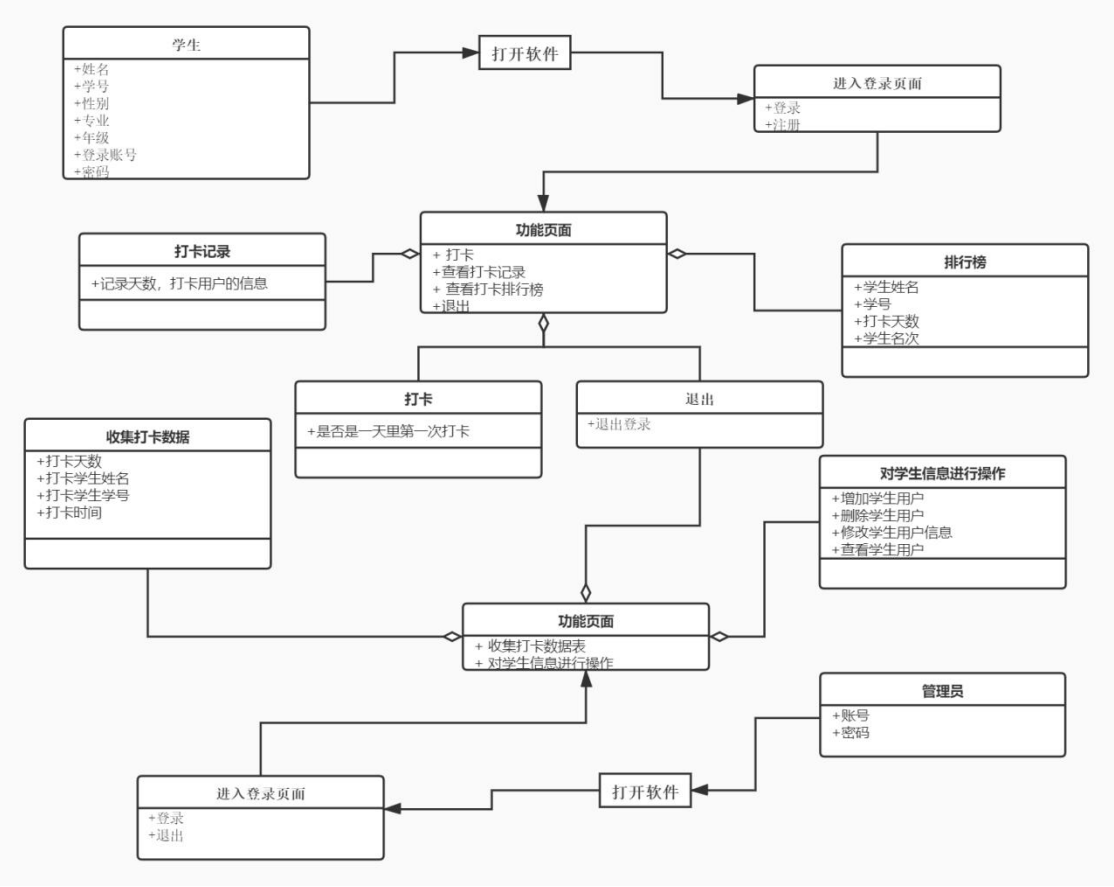 学生
+姓名
+学号
+性别
+专业
+年级
+登录账号
+密码
打开软件
进入登录页面
+登录
+注册
功能页面
+ 打卡
+查看打卡记录
+ 查看打卡排行榜
+退出
打卡记录
+记录天数，打卡用户的信息
排行榜
+学生姓名
+学号
+打卡天数
+学生名次
打卡
+是否是一天里第一次打卡
退出
+退出登录
收集打卡数据
+打卡天数
+打卡学生姓名
+打卡学生学号
+打卡时间
对学生信息进行操作
+增加学生用户
+删除学生用户
+修改学生用户信息
+查看学生用户
功能页面
+ 收集打卡数据表
+ 对学生信息进行操作
管理员
+账号
+密码
打开软件
进入登录页面
+登录
+退出